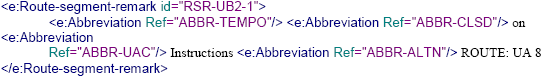 <e:Route-segment-remark id="RSR-UB2-1">
<e:Abbreviation Ref="ABBR-TEMPO"/> <e:Abbreviation Ref="ABBR-CLSD"/> on
<e:Abbreviation
Ref="ABBR-UAC"/> Instructions <e:Abbreviation Ref="ABBR-ALTN"/> ROUTE: UA 8
</e:Route-segment-remark>